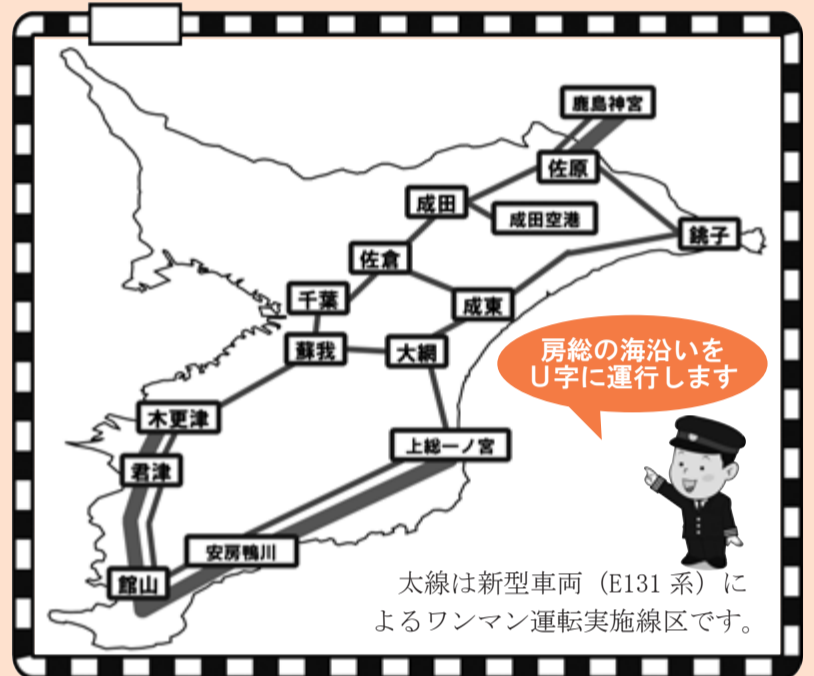 鹿島神宮
佐原
成田
成田空港
銚子
佐倉
千葉
成東
蘇我
大網
房総の海沿いを
U字に運行します
木更津
上総一ノ宮
君津
安房鴨川
館山
太線は新型車両（E131 系）に
よるワンマン運転実施線区です。